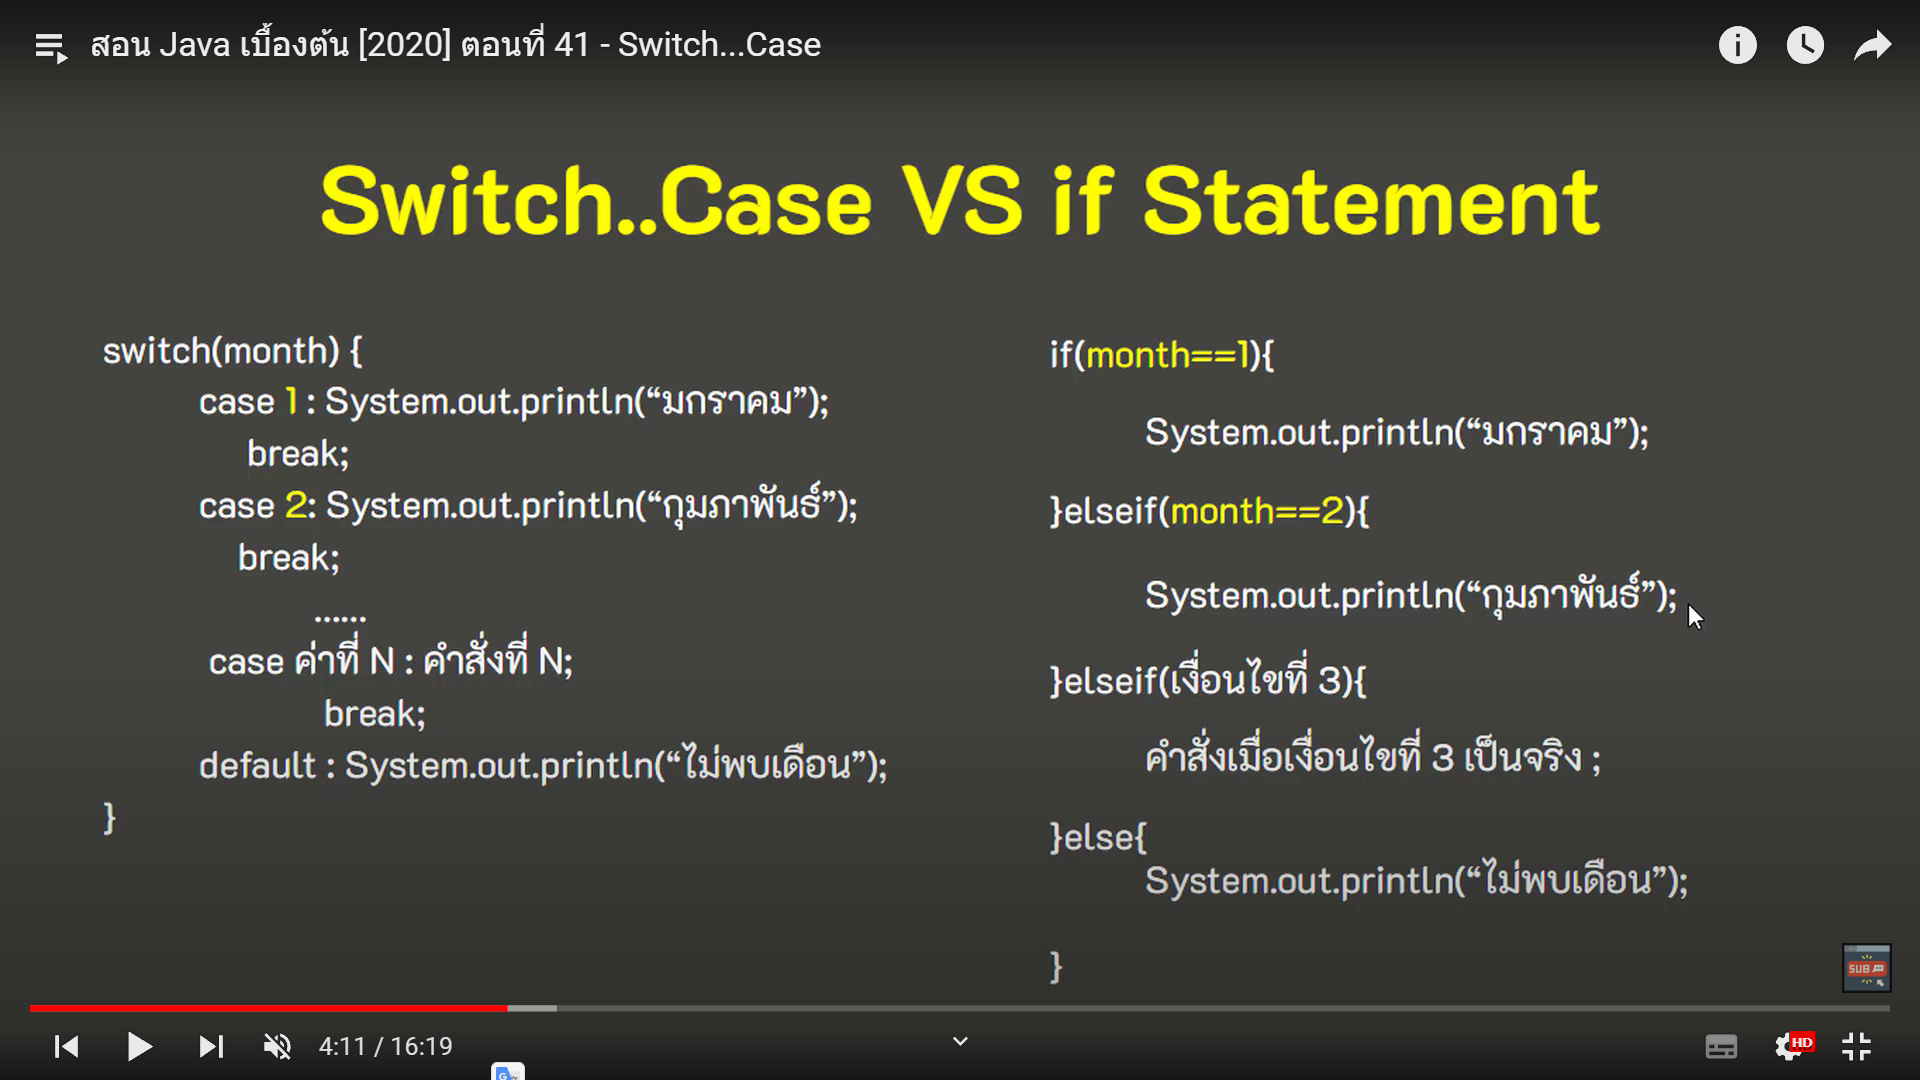 สอน Java เบื้องต้น [2020] ตอนที่ 41 - Switch...Case
Switch..Case VS if Statement
switch(month) {
case 1 : System.out.println(“มกราคม”);
break;
case 2: System.out.println(“กุมภาพันธ์”);
break;
......
case ค่าที่ N : คำสั่งที่ N;
break;
default : System.out.println(“ไม่พบเดือน”);
}
if(month==1){
System.out.println(“มกราคม”);
}elseif(month==2){
System.out.println(“กุมภาพันธ์”);
}elseif(เงื่อนไขที่ 3){
คำสั่งเมื่อเงื่อนไขที่ 3 เป็นจริง ;
}else{
System.out.println(“ไม่พบเดือน”);
}
SUB
4:11 / 16:19
HD